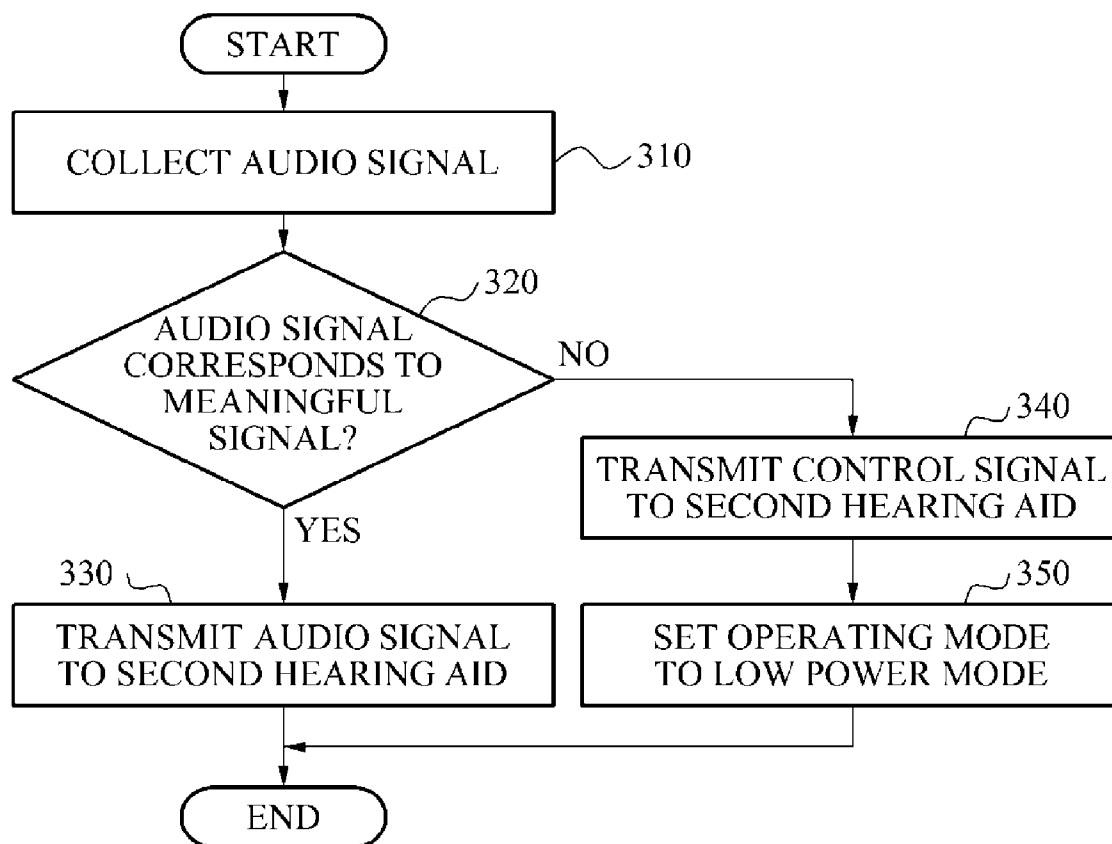 START
COLLECT AUDIO SIGNAL
310
320
AUDIO SIGNAL
CORRESPONDS TO
MEANINGFUL
SIGNAL?
NO
YES
340
TRANSMIT CONTROL SIGNAL
TO SECOND HEARING AID
330
TRANSMIT AUDIO SIGNAL
TO SECOND HEARING AID
350
SET OPERATING MODE
TO LOW POWER MODE
END